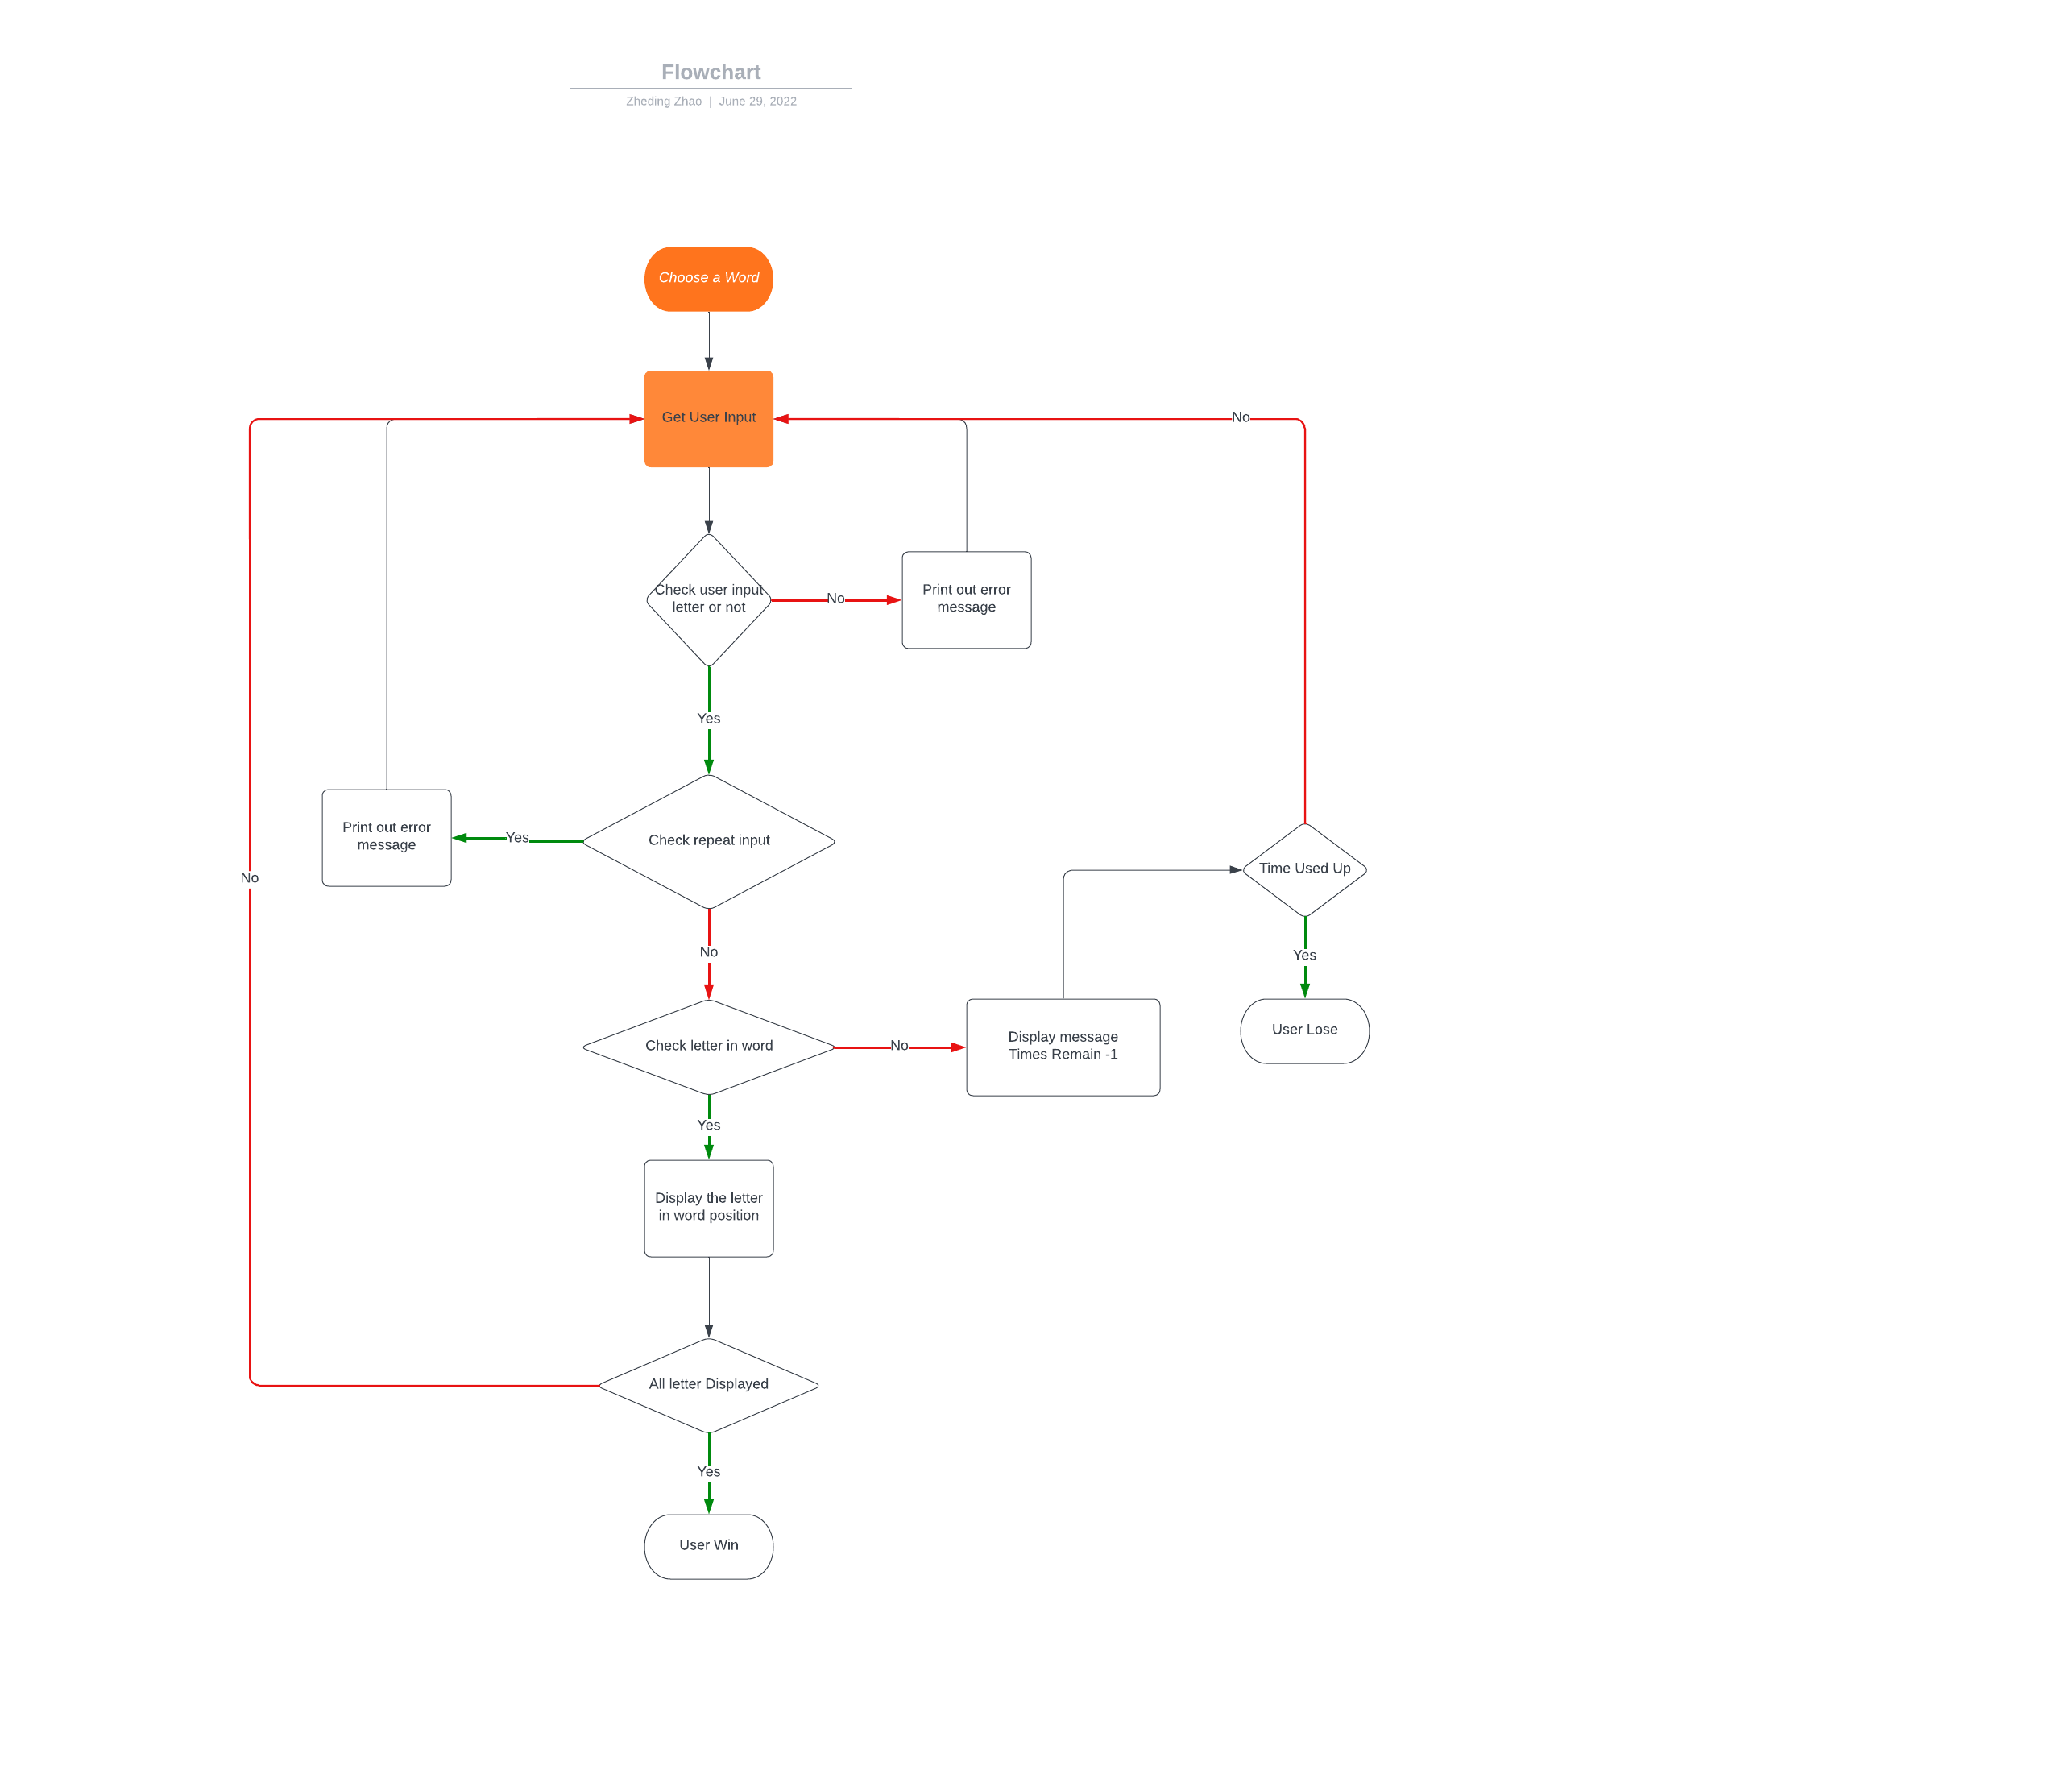 Flowchart
Zheding Zhao | June 29, 2022
Choose a Word
Get User Input
No
Check user input
letter or not
No
Print out error
message
Yes
Print out error
message
Yes
Check repeat input
No
Time Used Up
No
Yes
User Lose
Check letter in word
No
Display message
Times Remain -1
Yes
Display the letter
in word position
All letter Displayed
Yes
User Win